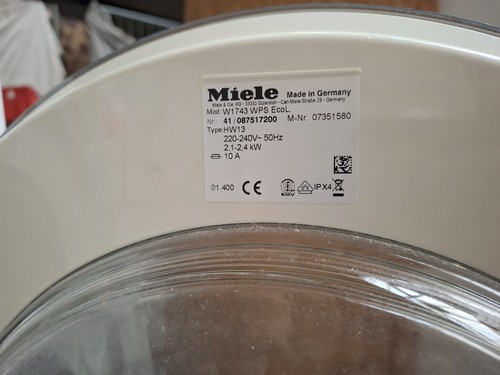 Miele Made in Germany
Miele & Cie. KG · 33332 Gütersloh · Carl-Miele-Straße 29 · Germany
Mod: W1743 WPS EcoL.
Nr. 41 / 087517200 M-Nr. 07351580
Type: HW13
220-240V~ 50Hz
2,1-2,4 kW
10 A
1.400 CE IPX4